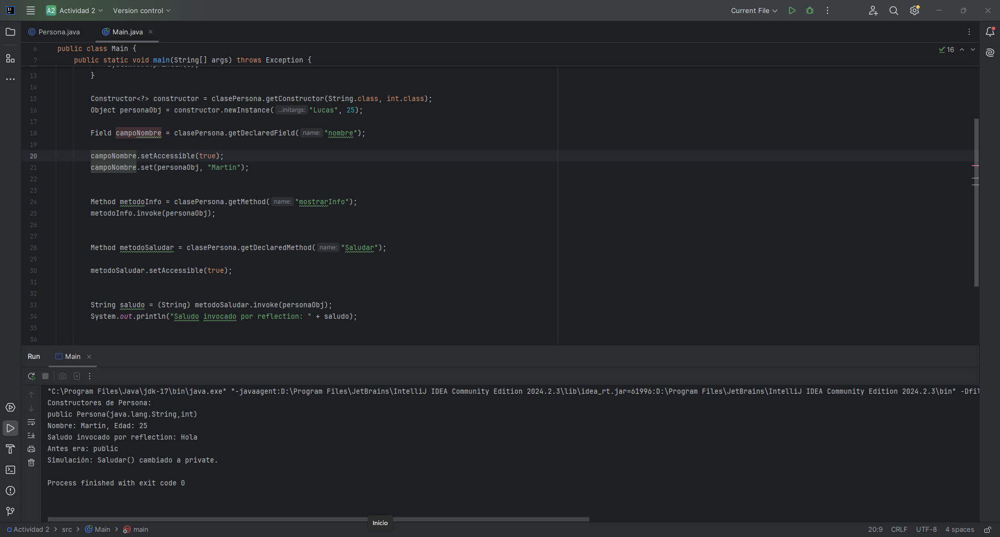 A2 Actividad 2 Version control Current File
Persona.java Main.java
6 public class Main {
7 public static void main(String[] args) throws Exception {
16
13 }
14
15 Constructor<?> constructor = clasePersona.getConstructor(String.class, int.class);
16 Object personaObj = constructor.newInstance( ...initargs: "Lucas", 25);
17
18 Field campoNombre = clasePersona.getDeclaredField( name: "nombre");
19
20 campoNombre.setAccessible(true);
21 campoNombre.set(personaObj, "Martín");
22
23
24 Method metodoInfo = clasePersona.getMethod( name: "mostrarInfo");
25 metodoInfo.invoke(personaObj);
26
27
28 Method metodoSaludar = clasePersona.getDeclaredMethod( name: "Saludar");
29
30 metodoSaludar.setAccessible(true);
31
32
33 String saludo = (String) metodoSaludar.invoke(personaObj);
34 System.out.println("Saludo invocado por reflection: " + saludo);
35
36
Run Main
"C:\Program Files\Java\jdk-17\bin\java.exe" "-javaagent:D:\Program Files\JetBrains\IntelliJ IDEA Community Edition 2024.2.3\lib\idea_rt.jar=61996:D:\Program Files\JetBrains\IntelliJ IDEA Community Edition 2024.2.3\bin" -Dfil
Constructores de Persona:
public Persona(java.lang.String,int)
Nombre: Martín, Edad: 25
Saludo invocado por reflection: Hola
Antes era: public
Simulación: Saludar() cambiado a private.
Process finished with exit code 0
Inicio
Actividad 2 > src > Main > main 20:9 CRLF UTF-8 4 spaces